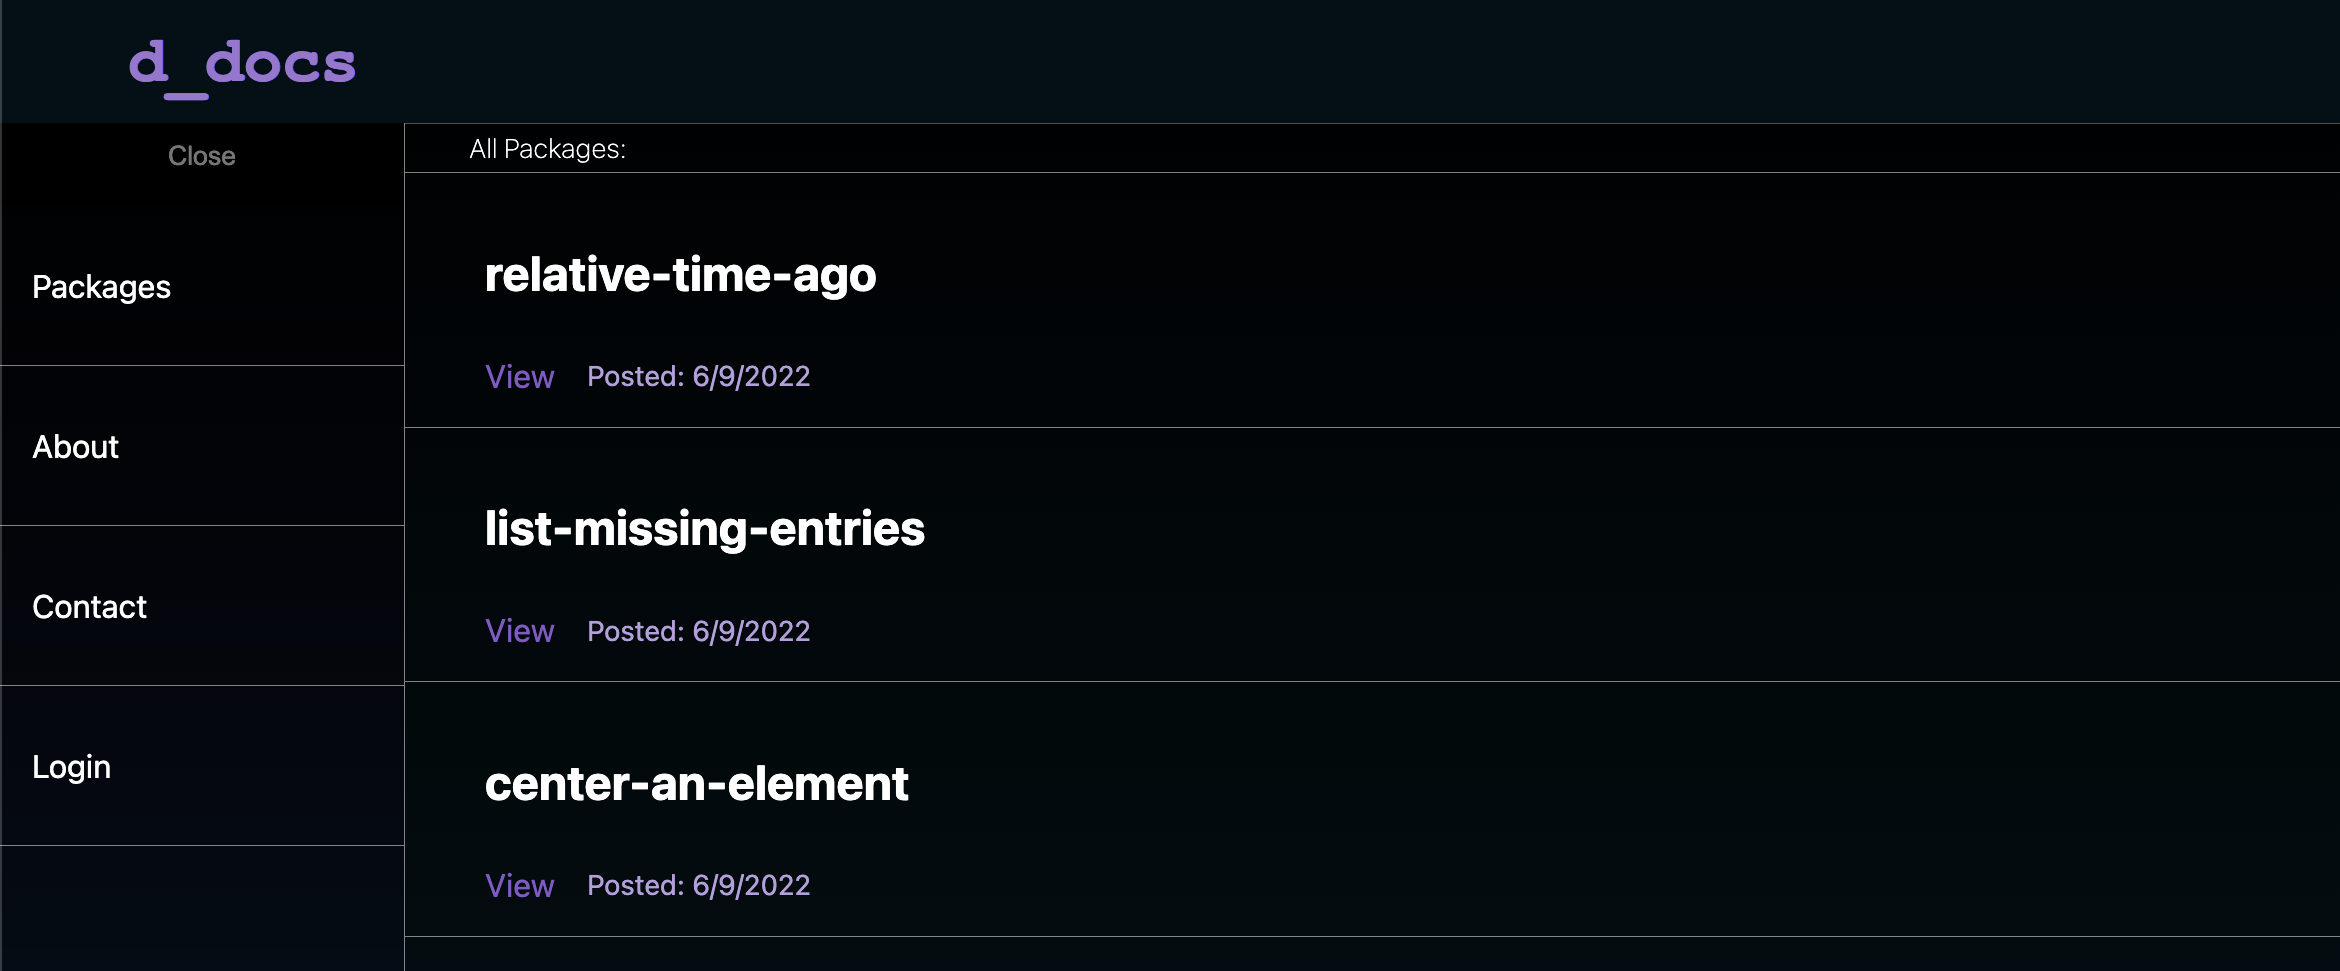 d_docs
Close
Packages
About
Contact
Login
All Packages:
relative-time-ago
View Posted: 6/9/2022
list-missing-entries
View Posted: 6/9/2022
center-an-element
View Posted: 6/9/2022